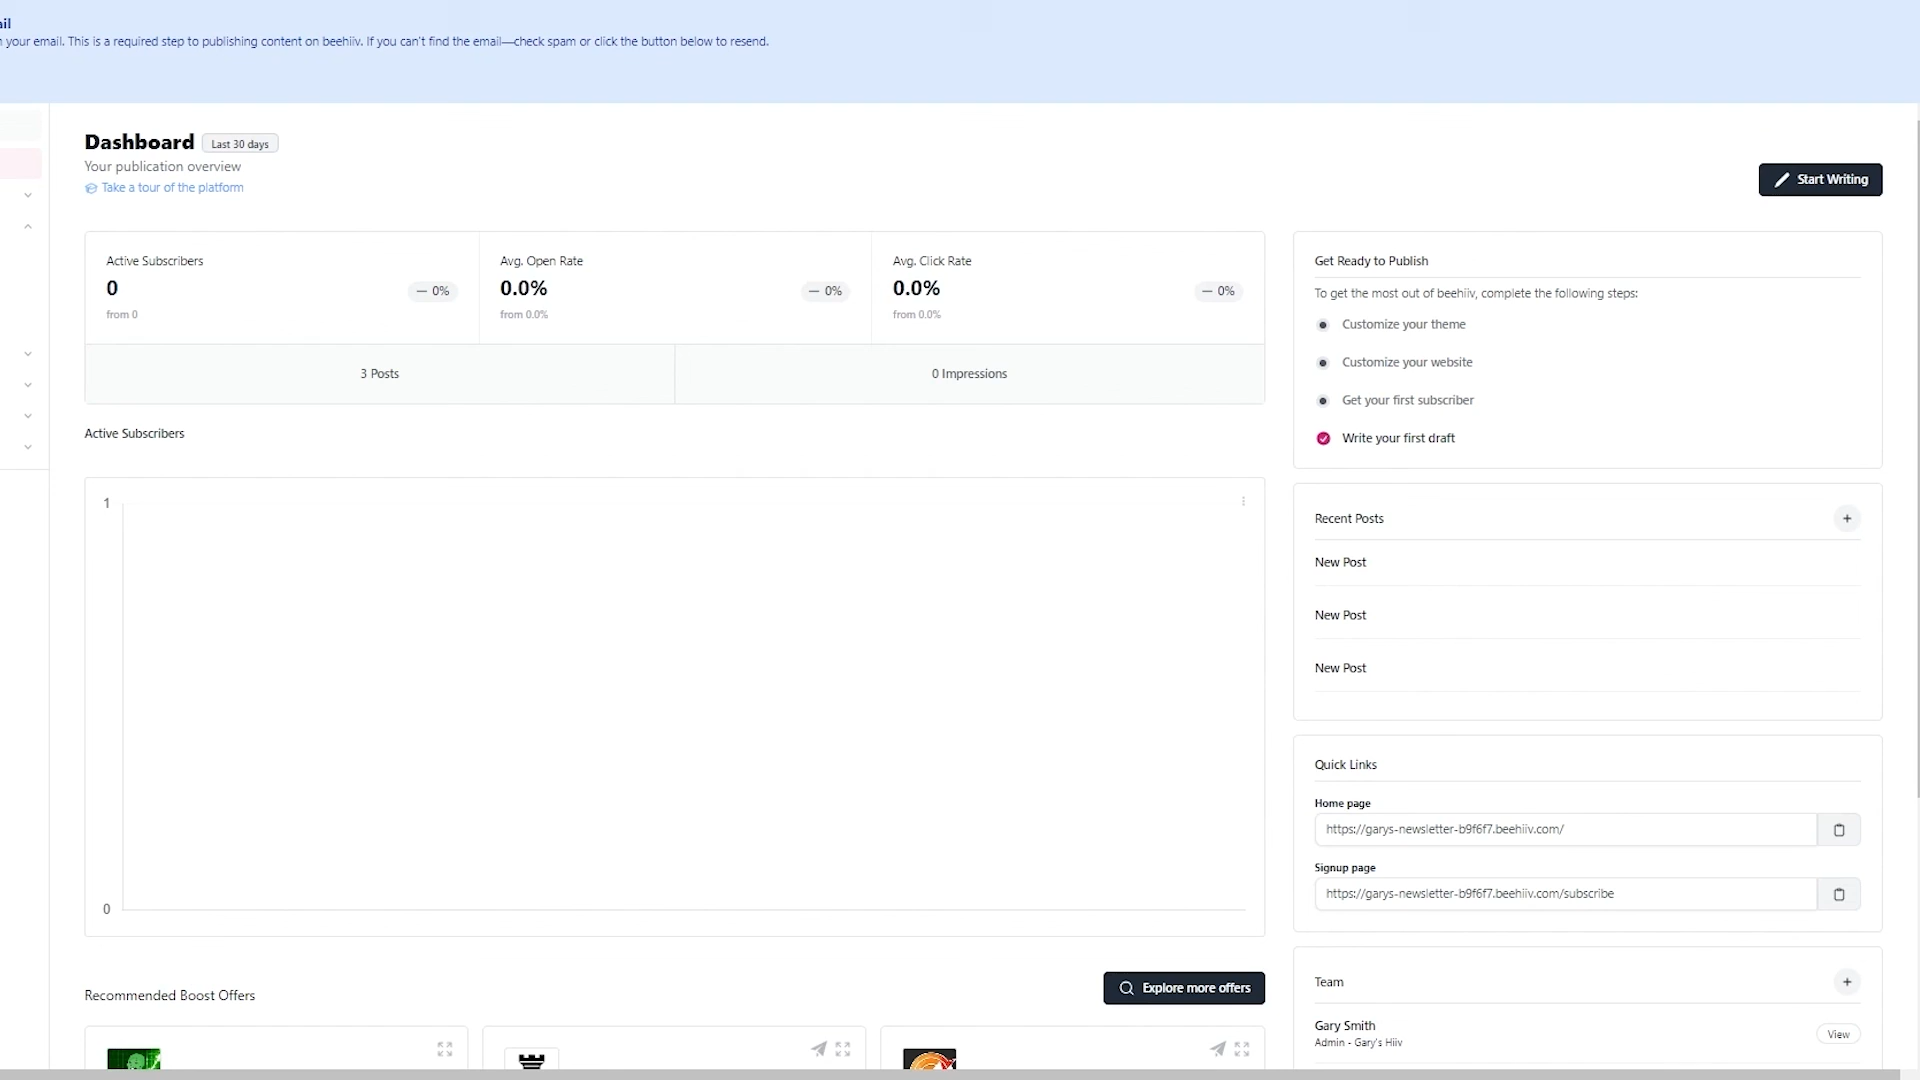 your email. This is a required step to publishing content on beehiiv. If you can't find the email—check spam or click the button below to resend.
Dashboard
Last 30 days
Your publication overview
Take a tour of the platform
Start Writing
Active Subscribers
0
— 0%
from 0
Avg. Open Rate
0.0%
— 0%
from 0.0%
Avg. Click Rate
0.0%
— 0%
from 0.0%
3 Posts
0 Impressions
Active Subscribers
1
0
Recommended Boost Offers
Explore more offers
Get Ready to Publish
To get the most out of beehiiv, complete the following steps:
Customize your theme
Customize your website
Get your first subscriber
Write your first draft
Recent Posts
+
New Post
New Post
New Post
Quick Links
Home page
https://garys-newsletter-b9f6f7.beehiiv.com/
Signup page
https://garys-newsletter-b9f6f7.beehiiv.com/subscribe
Team
+
Gary Smith
Admin - Gary's Hiiv
View